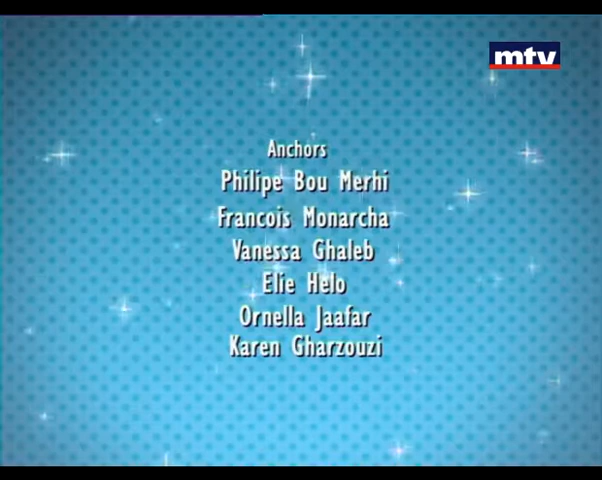 mtv
Anchors
Philipe Bou Merhi
Francois Monarcha
Vanessa Ghaleb
Elie Helo
Ornella Jaafar
Karen Gharzouzi